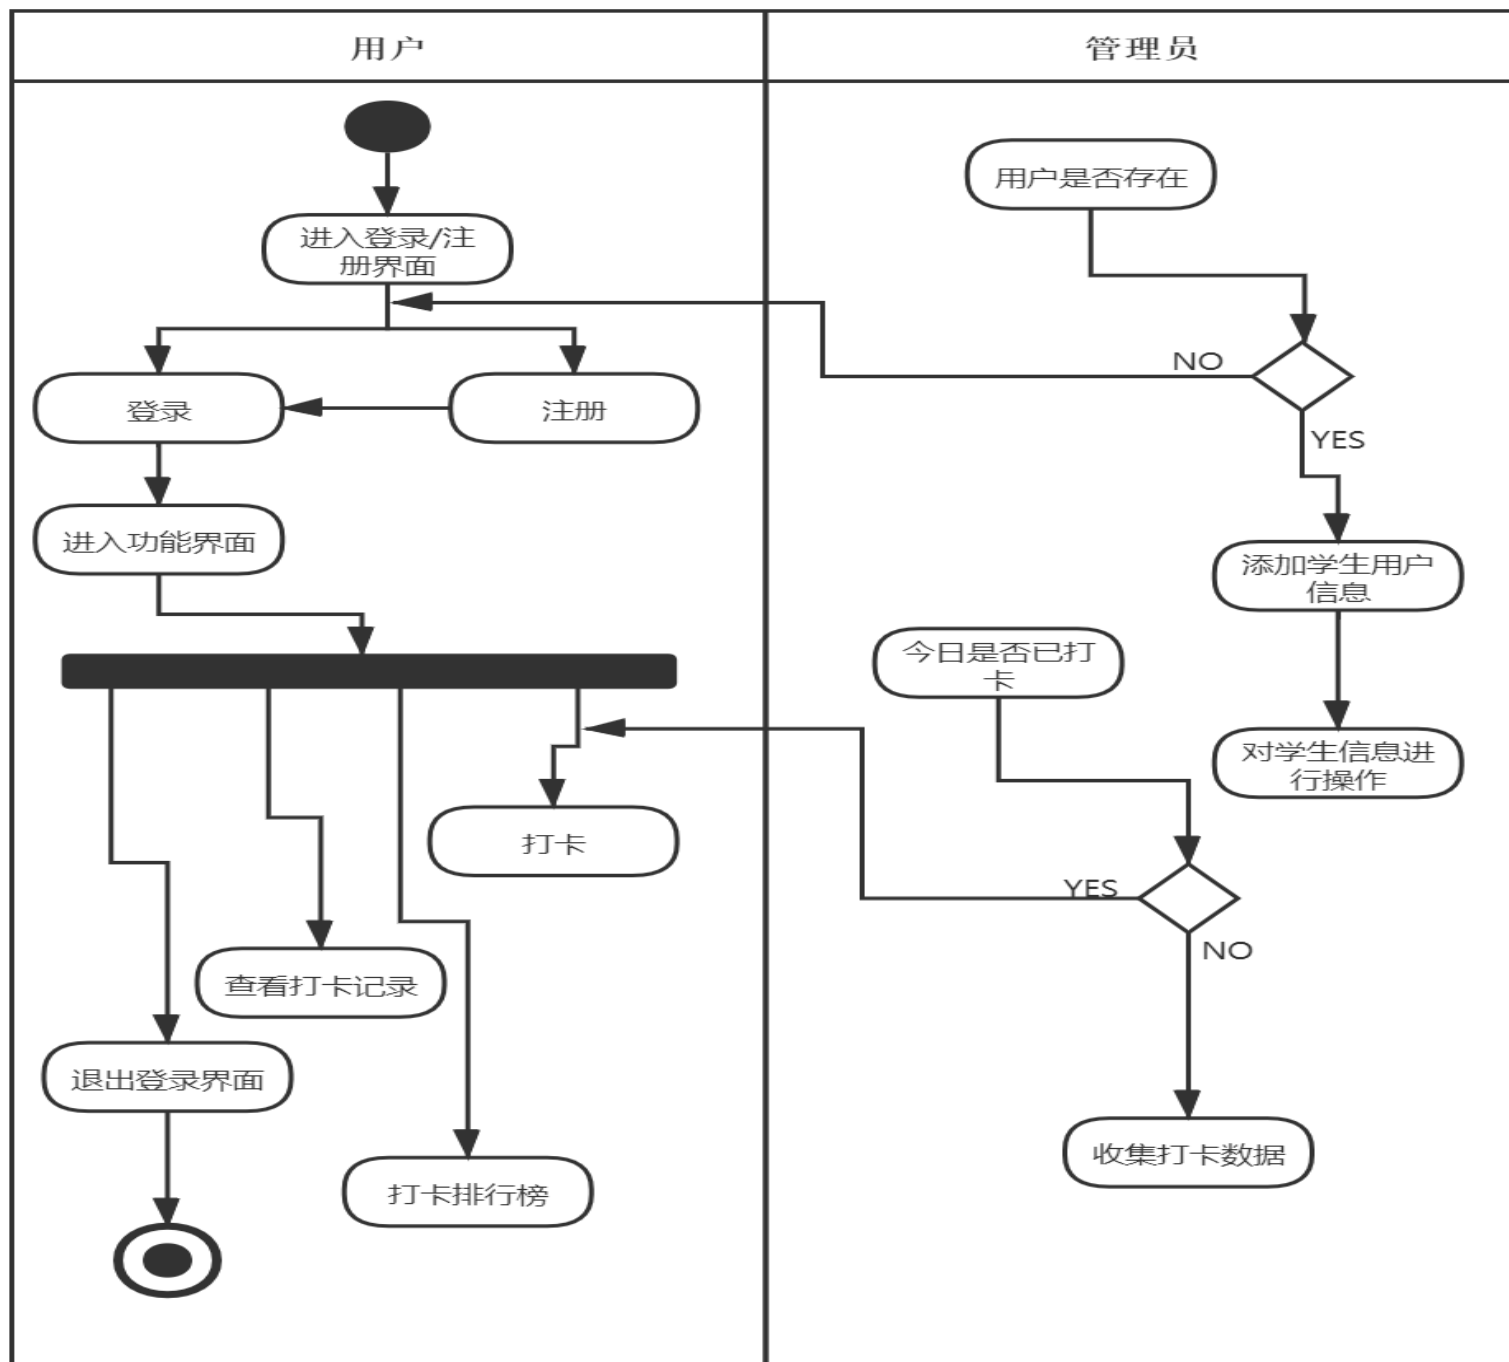 用户
管理员
进入登录/注
册界面
登录
注册
进入功能界面
打卡
查看打卡记录
退出登录界面
打卡排行榜
用户是否存在
NO
YES
添加学生用户
信息
对学生信息进
行操作
今日是否已打
卡
YES
NO
收集打卡数据